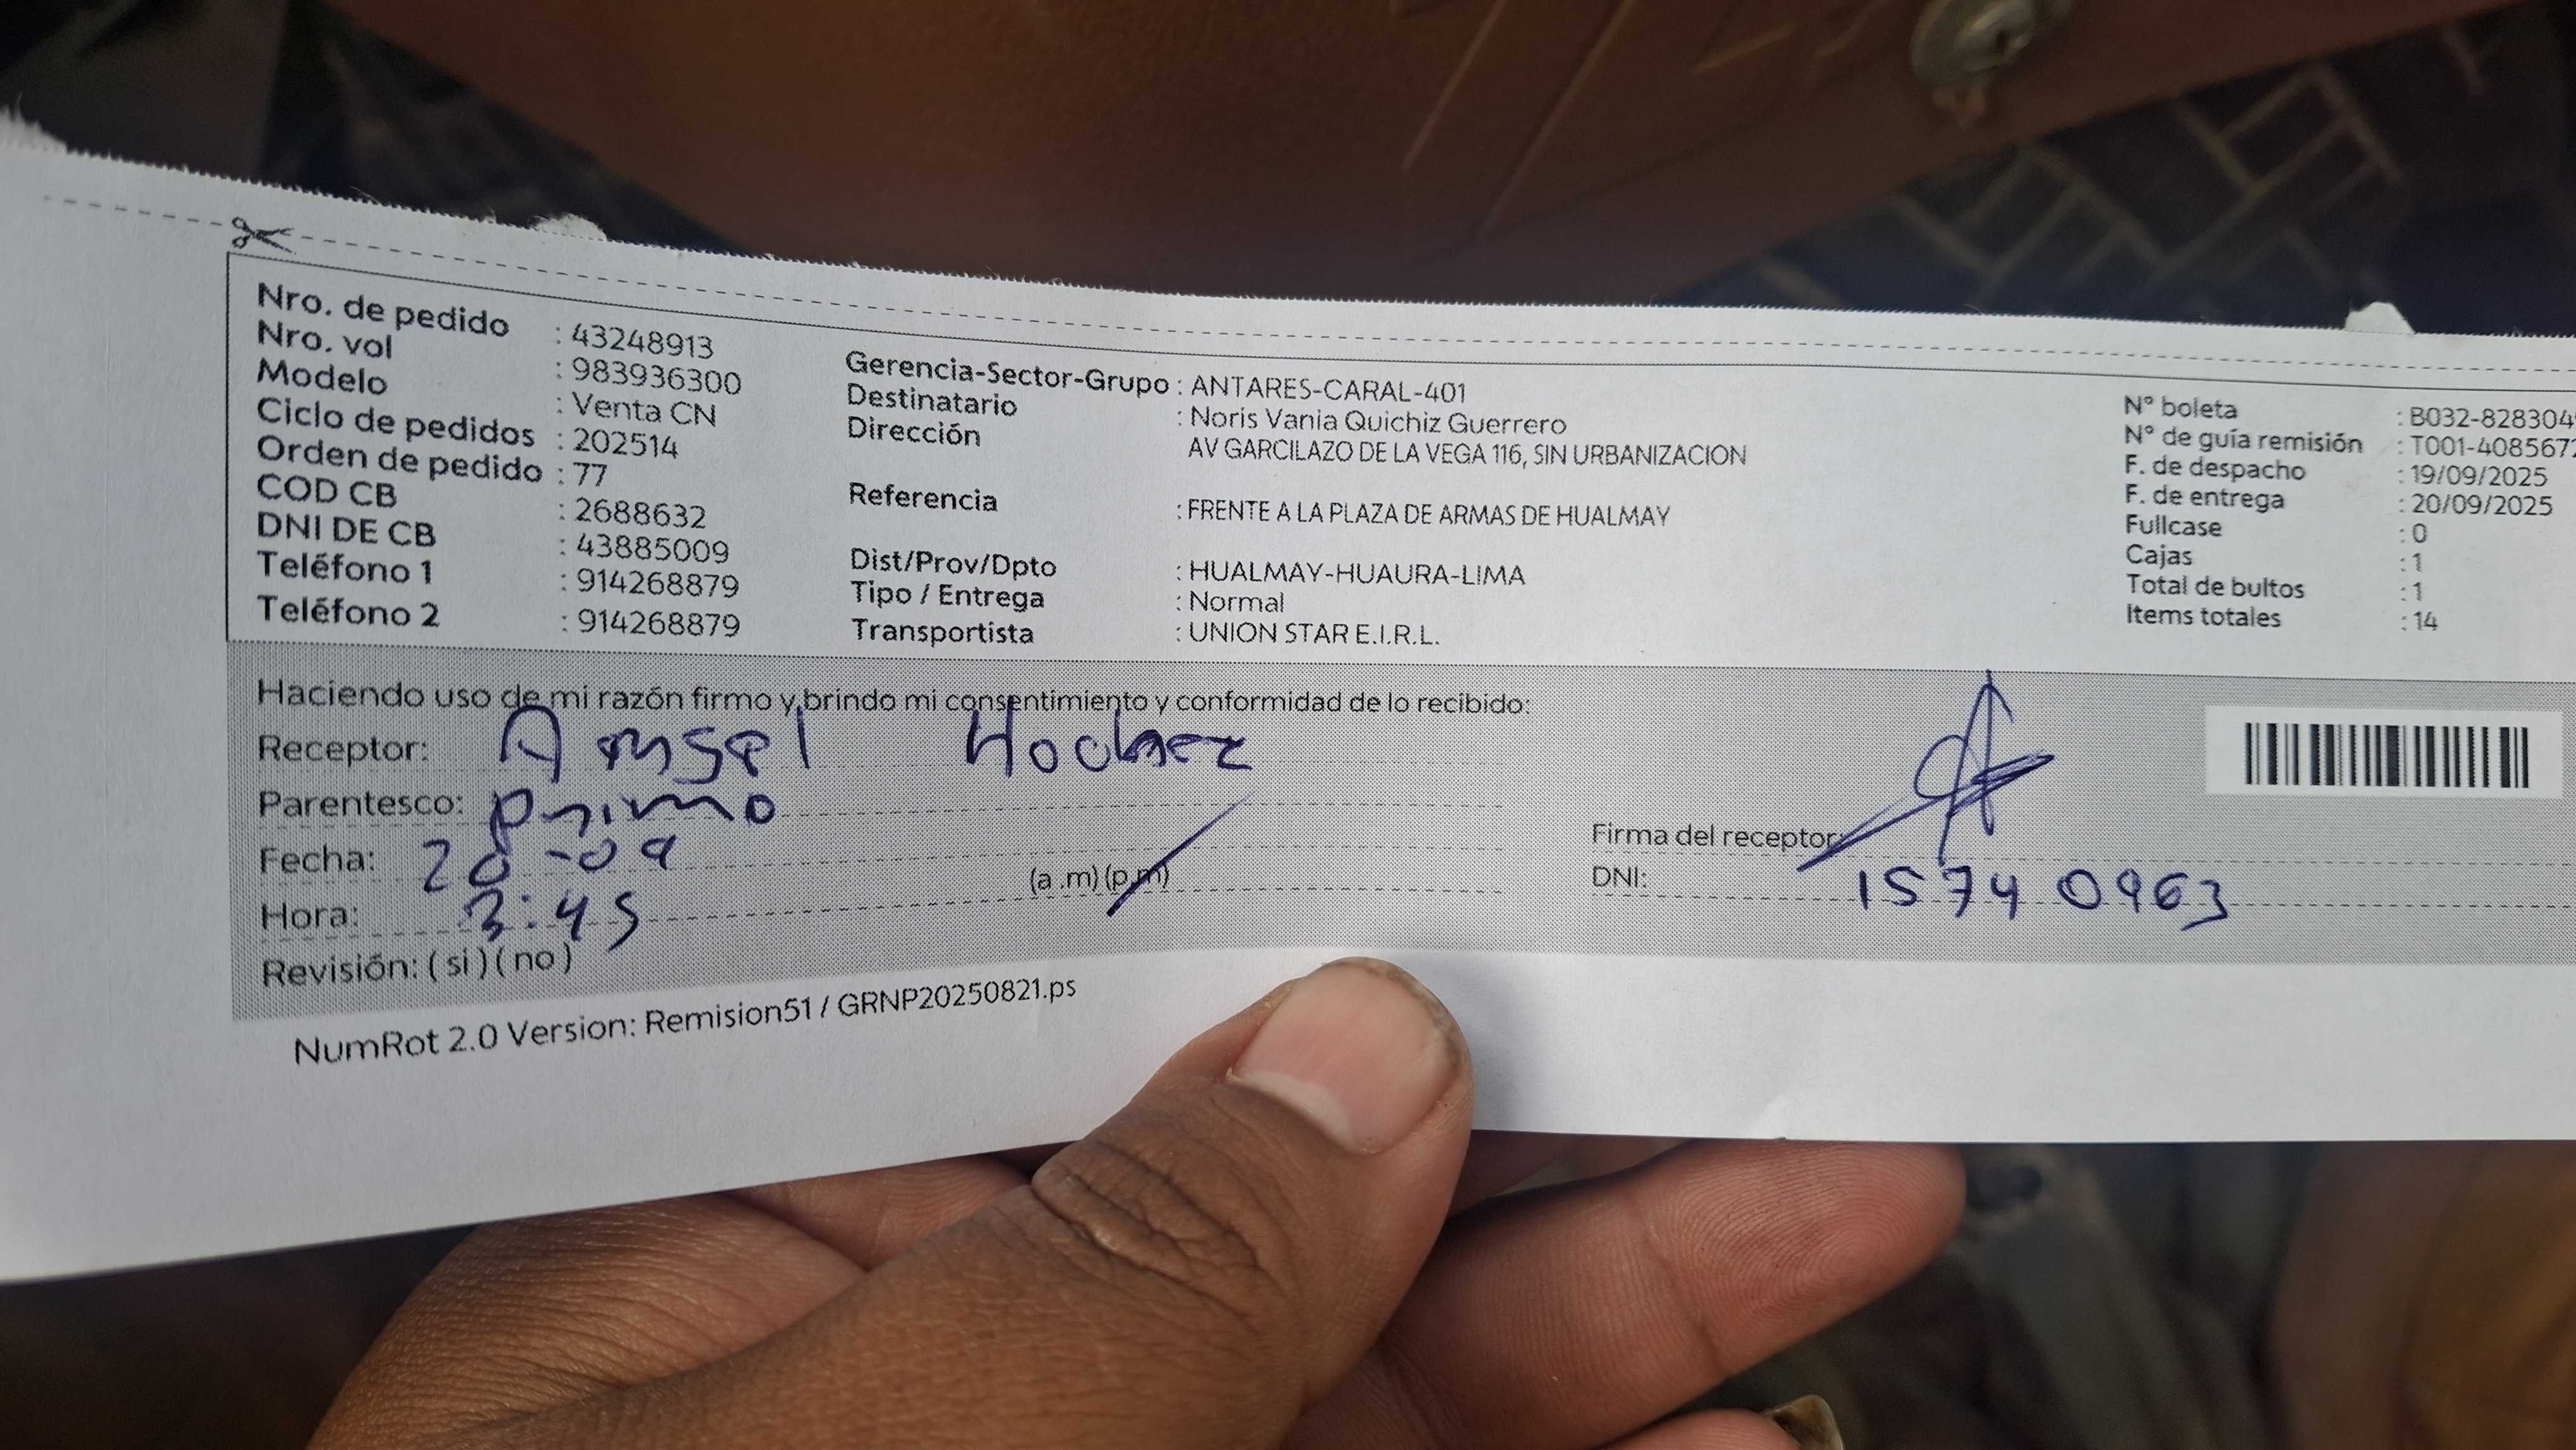 Nro. de pedido : 43248913
Nro. vol : 983936300
Modelo : Venta CN
Ciclo de pedidos : 202514
Orden de pedido : 77
COD CB : 2688632
DNI DE CB : 43885009
Teléfono 1 : 914268879
Teléfono 2 : 914268879
Gerencia-Sector-Grupo : ANTARES-CARAL-401
Destinatario : Noris Vania Quichiz Guerrero
Dirección AV GARCILAZO DE LA VEGA 116, SIN URBANIZACION
Referencia : FRENTE A LA PLAZA DE ARMAS DE HUALMAY
Dist/Prov/Dpto : HUALMAY-HUAURA-LIMA
Tipo / Entrega : Normal
Transportista : UNION STAR E.I.R.L.
N° boleta : B032-828304
N° de guía remisión : T001-408567
F. de despacho : 19/09/2025
F. de entrega : 20/09/2025
Fullcase : 0
Cajas : 1
Total de bultos : 1
Items totales : 14
Haciendo uso de mi razón firmo y brindo mi consentimiento y conformidad de lo recibido:
Receptor:
Parentesco: primo
Fecha: 20-09
Hora: 3:45 (a .m) (p.m)
Revisión: ( si ) ( no )
Firma del receptor:
DNI: 15740963
NumRot 2.0 Version: Remision51 / GRNP20250821.ps